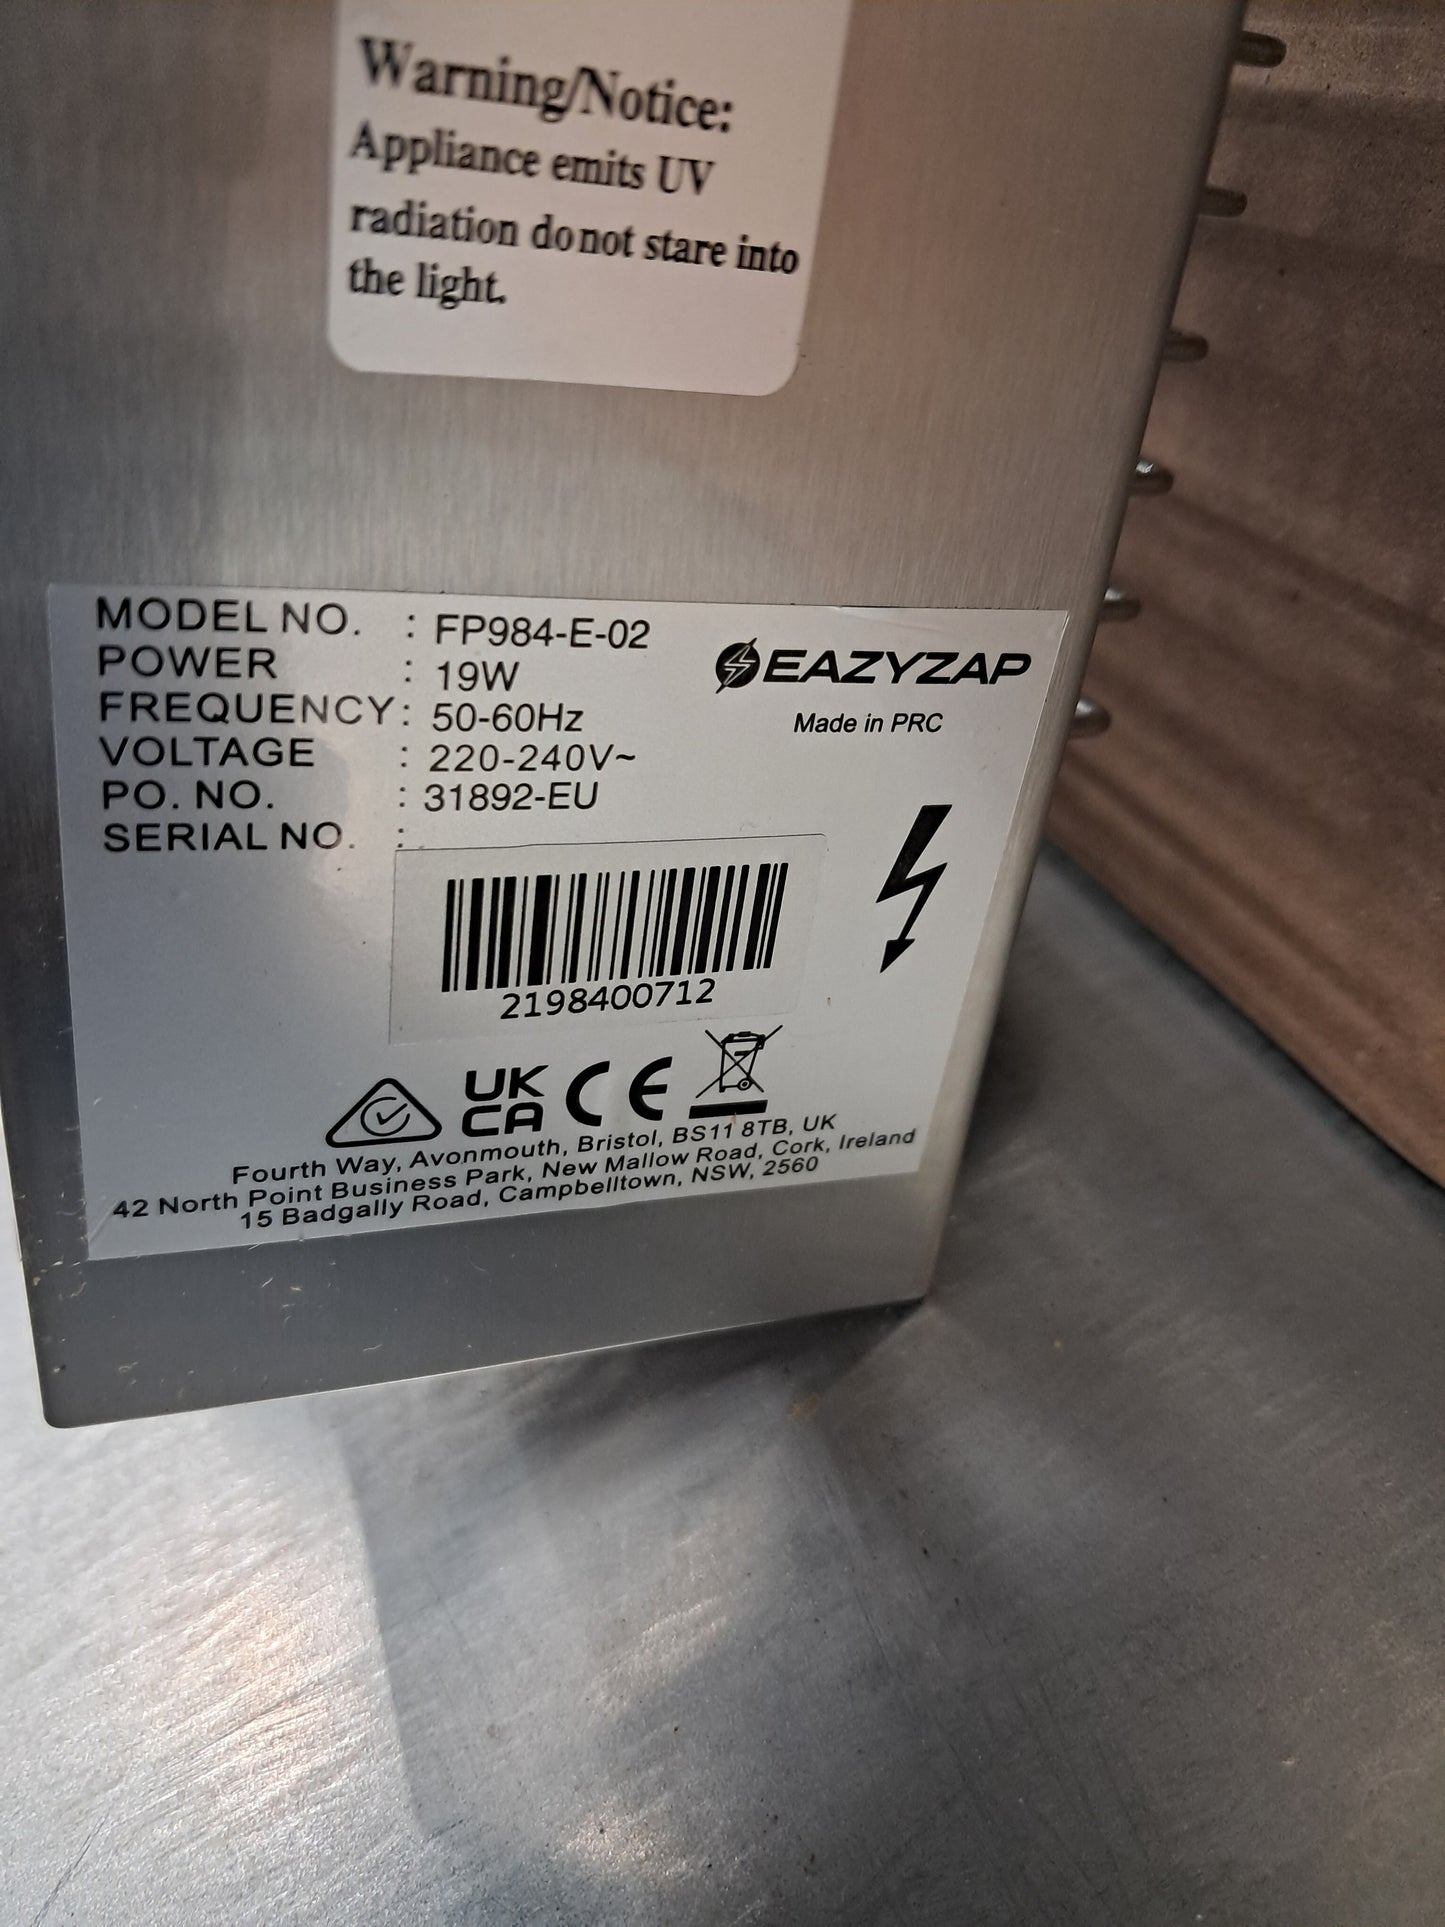 Warning/Notice:
Appliance emits UV
radiation do not stare into
the light.
MODEL NO. : FP984-E-02
POWER : 19W
FREQUENCY : 50-60Hz
VOLTAGE : 220-240V~
PO. NO. : 31892-EU
SERIAL NO. :
EAZYZAP
Made in PRC
2198400712
UK
CA
CE
Fourth Way, Avonmouth, Bristol, BS11 8TB, UK
42 North Point Business Park, New Mallow Road, Cork, Ireland
15 Badgally Road, Campbelltown, NSW, 2560